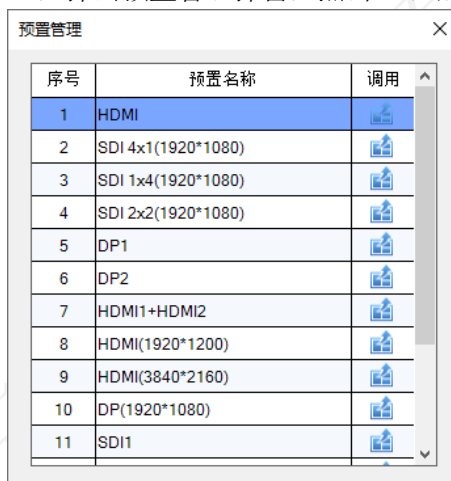 预置管理
序号 预置名称 调用
1 HDMI
2 SDI 4x1(1920*1080)
3 SDI 1x4(1920*1080)
4 SDI 2x2(1920*1080)
5 DP1
6 DP2
7 HDMI1+HDMI2
8 HDMI(1920*1200)
9 HDMI(3840*2160)
10 DP(1920*1080)
11 SDI1